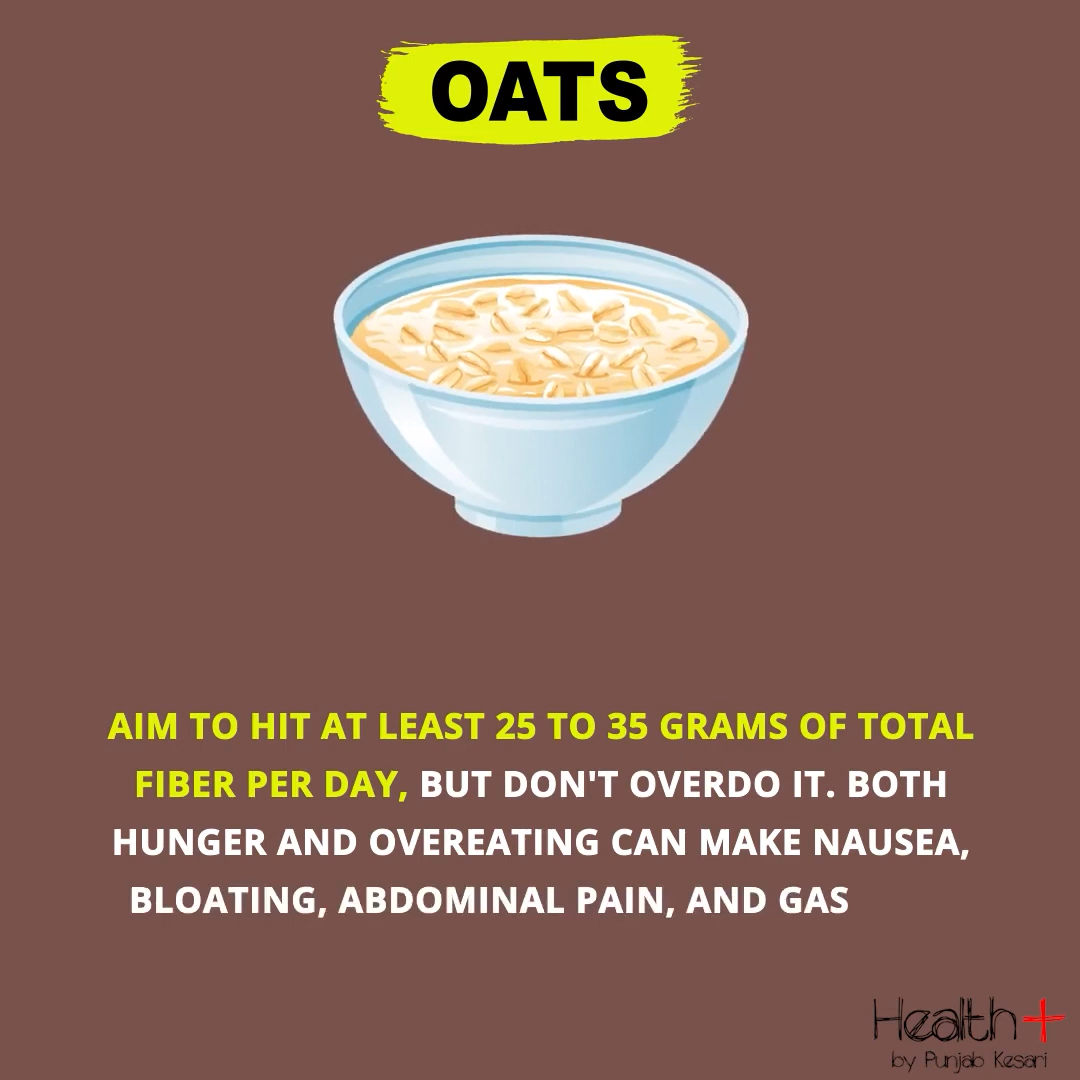 OATS
AIM TO HIT AT LEAST 25 TO 35 GRAMS OF TOTAL
FIBER PER DAY, BUT DON'T OVERDO IT. BOTH
HUNGER AND OVEREATING CAN MAKE NAUSEA,
BLOATING, ABDOMINAL PAIN, AND GAS
Health+
by Punjab Kesari